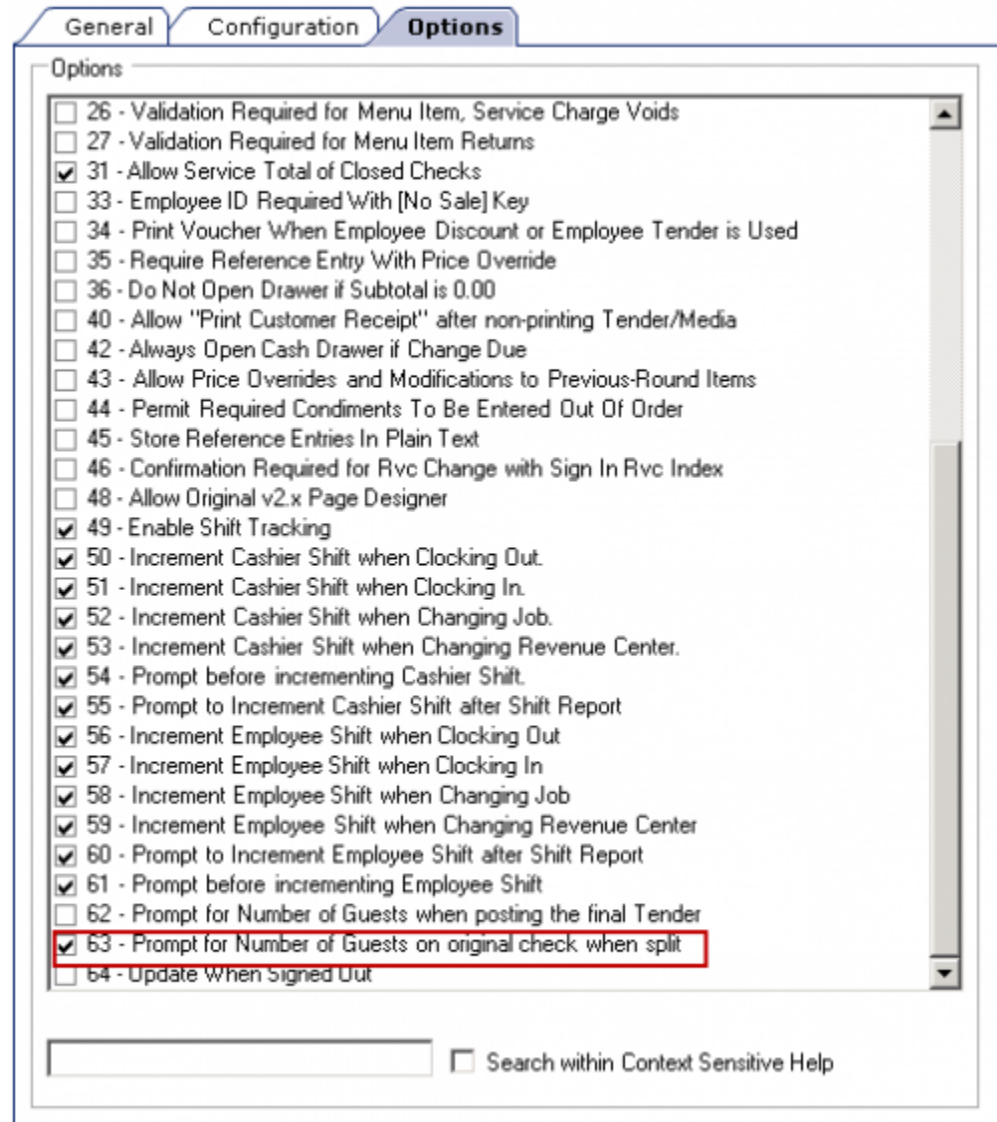 General Configuration Options
Options
26 - Validation Required for Menu Item, Service Charge Voids
27 - Validation Required for Menu Item Returns
31 - Allow Service Total of Closed Checks
33 - Employee ID Required With [No Sale] Key
34 - Print Voucher When Employee Discount or Employee Tender is Used
35 - Require Reference Entry With Price Override
36 - Do Not Open Drawer if Subtotal is 0.00
40 - Allow "Print Customer Receipt" after non-printing Tender/Media
42 - Always Open Cash Drawer if Change Due
43 - Allow Price Overrides and Modifications to Previous-Round Items
44 - Permit Required Condiments To Be Entered Out Of Order
45 - Store Reference Entries In Plain Text
46 - Confirmation Required for Rvc Change with Sign In Rvc Index
48 - Allow Original v2.x Page Designer
49 - Enable Shift Tracking
50 - Increment Cashier Shift when Clocking Out.
51 - Increment Cashier Shift when Clocking In.
52 - Increment Cashier Shift when Changing Job.
53 - Increment Cashier Shift when Changing Revenue Center.
54 - Prompt before incrementing Cashier Shift.
55 - Prompt to Increment Cashier Shift after Shift Report
56 - Increment Employee Shift when Clocking Out
57 - Increment Employee Shift when Clocking In
58 - Increment Employee Shift when Changing Job
59 - Increment Employee Shift when Changing Revenue Center
60 - Prompt to Increment Employee Shift after Shift Report
61 - Prompt before incrementing Employee Shift
62 - Prompt for Number of Guests when posting the final Tender
63 - Prompt for Number of Guests on original check when split
64 - Update When Signed Out
Search within Context Sensitive Help